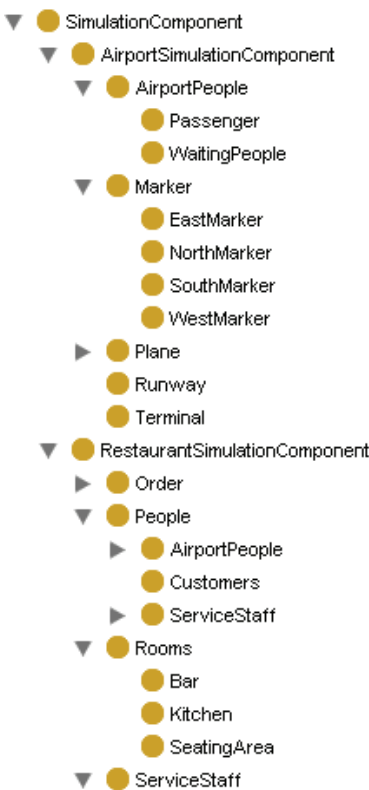 SimulationComponent
AirportSimulationComponent
AirportPeople
Passenger
WaitingPeople
Marker
EastMarker
NorthMarker
SouthMarker
WestMarker
Plane
Runway
Terminal
RestaurantSimulationComponent
Order
People
AirportPeople
Customers
ServiceStaff
Rooms
Bar
Kitchen
SeatingArea
ServiceStaff